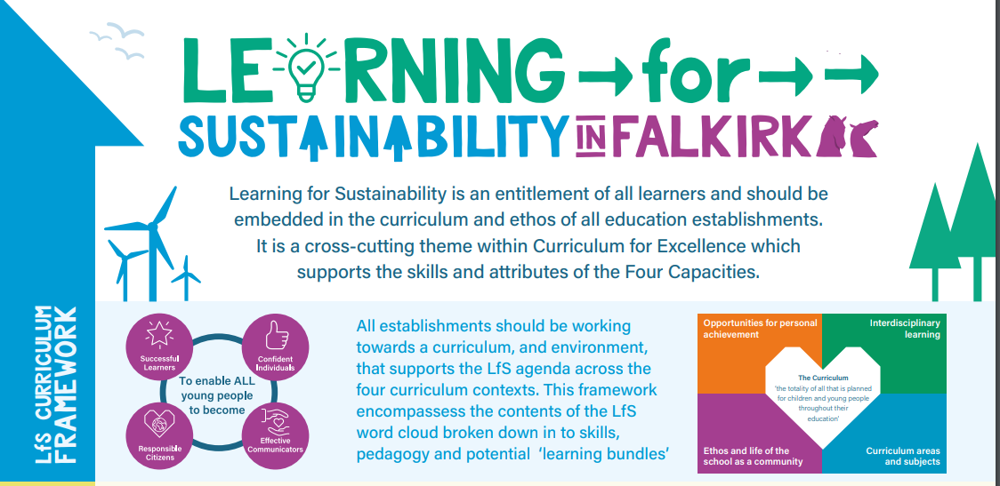 LEARNING for
SUSTAINABILITY IN FALKIRK
Learning for Sustainability is an entitlement of all learners and should be
embedded in the curriculum and ethos of all education establishments.
It is a cross-cutting theme within Curriculum for Excellence which
supports the skills and attributes of the Four Capacities.
LfS CURRICULUM
FRAMEWORK
Successful
Learners
Confident
Individuals
To enable ALL
young people
to become
Responsible
Citizens
Effective
Communicators
All establishments should be working
towards a curriculum, and environment,
that supports the LfS agenda across the
four curriculum contexts. This framework
encompassess the contents of the LfS
word cloud broken down in to skills,
pedagogy and potential 'learning bundles'
Opportunities for personal
achievement
Interdisciplinary
learning
The Curriculum
'the totality of all that is planned
for children and young people
throughout their
education'
Ethos and life of the
school as a community
Curriculum areas
and subjects